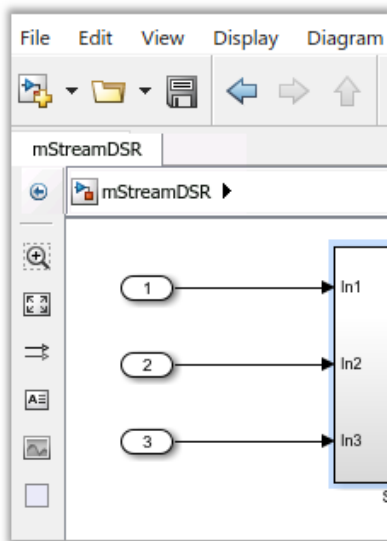 File Edit View Display Diagram
mStreamDSR
mStreamDSR
1 In1
2 In2
3 In3